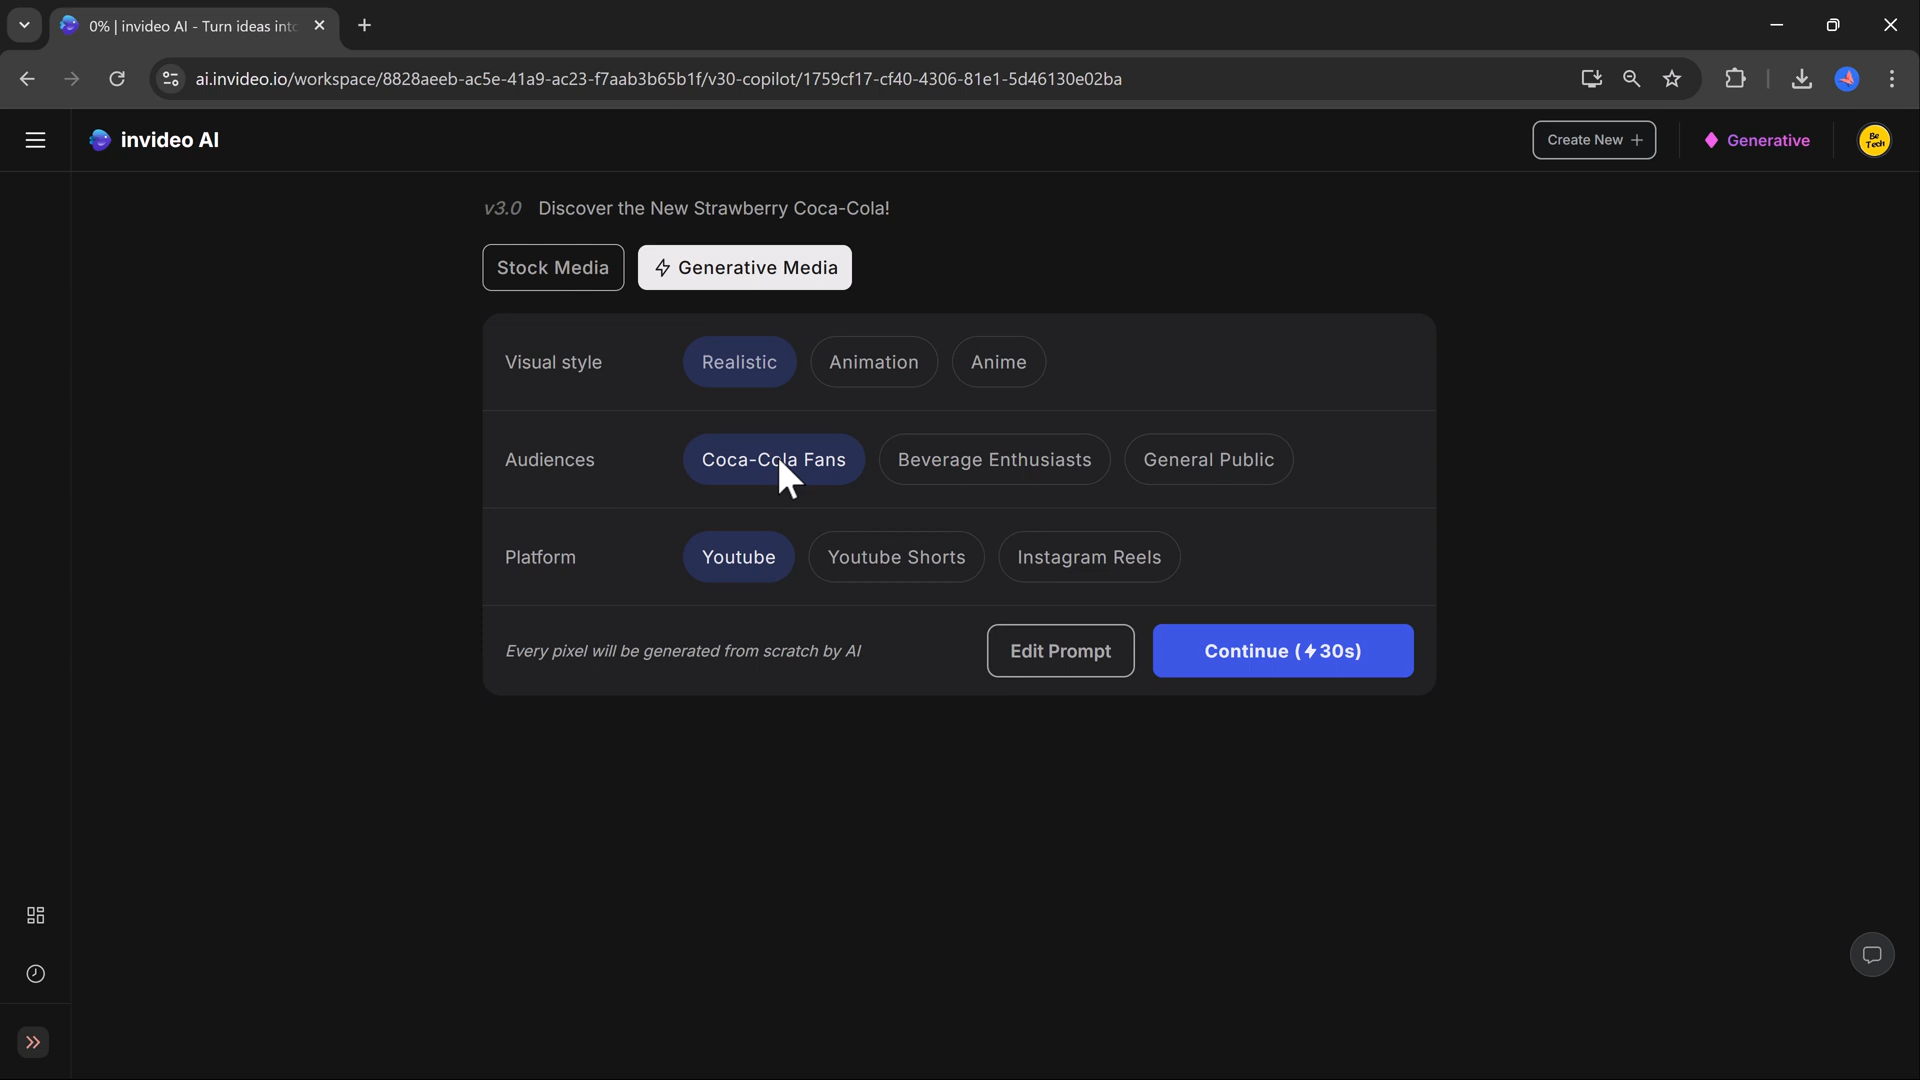 0% | invideo AI - Turn ideas into
ai.invideo.io/workspace/8828aeeb-ac5e-41a9-ac23-f7aab3b65b1f/v30-copilot/1759cf17-cf40-4306-81e1-5d46130e02ba
invideo AI
Create New +
Generative
Be
Tech
v3.0 Discover the New Strawberry Coca-Cola!
Stock Media
Generative Media
Visual style
Realistic
Animation
Anime
Audiences
Coca-Cola Fans
Beverage Enthusiasts
General Public
Platform
Youtube
Youtube Shorts
Instagram Reels
Every pixel will be generated from scratch by AI
Edit Prompt
Continue (⚡30s)